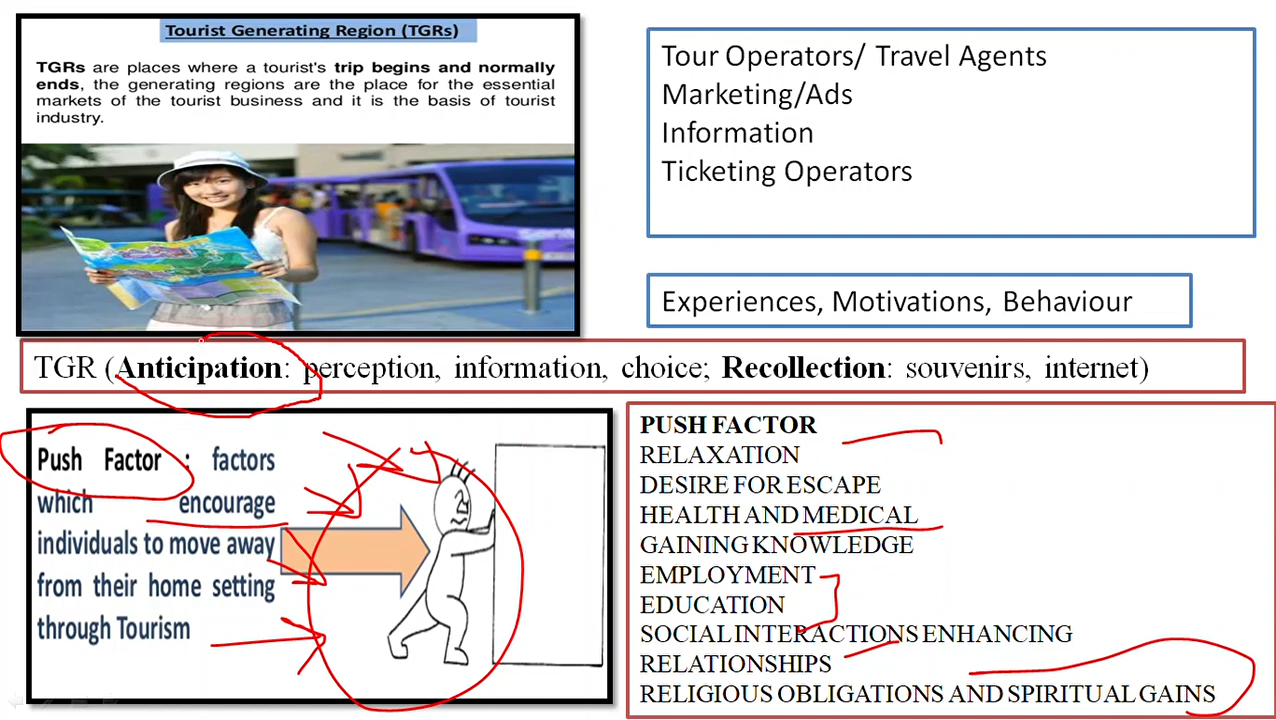 Tourist Generating Region (TGRs)
TGRs are places where a tourist's trip begins and normally
ends, the generating regions are the place for the essential
markets of the tourist business and it is the basis of tourist
industry.
Tour Operators/ Travel Agents
Marketing/Ads
Information
Ticketing Operators
Experiences, Motivations, Behaviour
TGR (Anticipation: perception, information, choice; Recollection: souvenirs, internet)
Push Factor : factors
which encourage
individuals to move away
from their home setting
through Tourism
PUSH FACTOR
RELAXATION
DESIRE FOR ESCAPE
HEALTH AND MEDICAL
GAINING KNOWLEDGE
EMPLOYMENT
EDUCATION
SOCIAL INTERACTIONS ENHANCING
RELATIONSHIPS
RELIGIOUS OBLIGATIONS AND SPIRITUAL GAINS